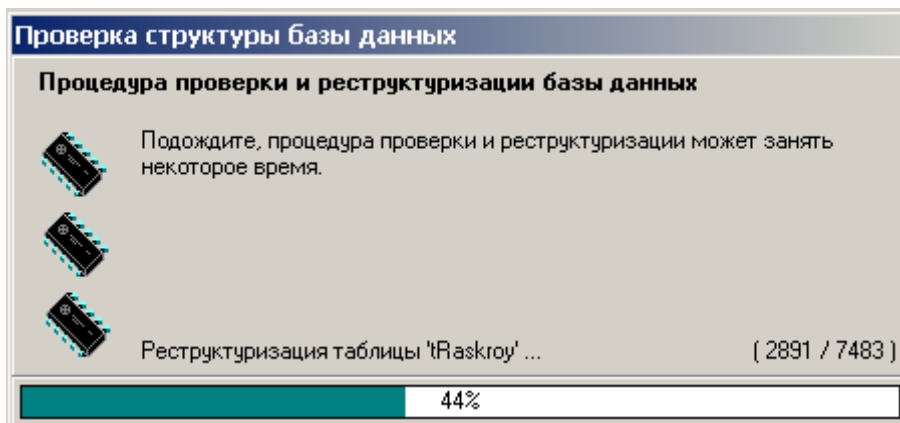 Проверка структуры базы данных
Процедура проверки и реструктуризации базы данных
Подождите, процедура проверки и реструктуризации может занять
некоторое время.
Реструктуризация таблицы 'tRaskroy' ... ( 2891 / 7483 )
44%